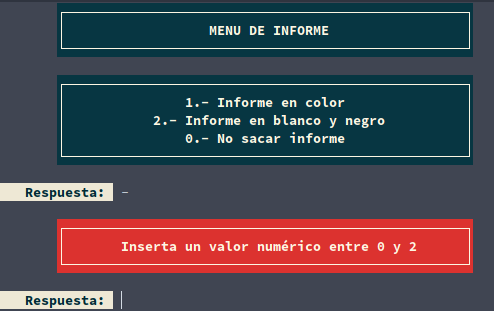 MENU DE INFORME
1.- Informe en color
2.- Informe en blanco y negro
0.- No sacar informe
Respuesta: -
Inserta un valor numérico entre 0 y 2
Respuesta: